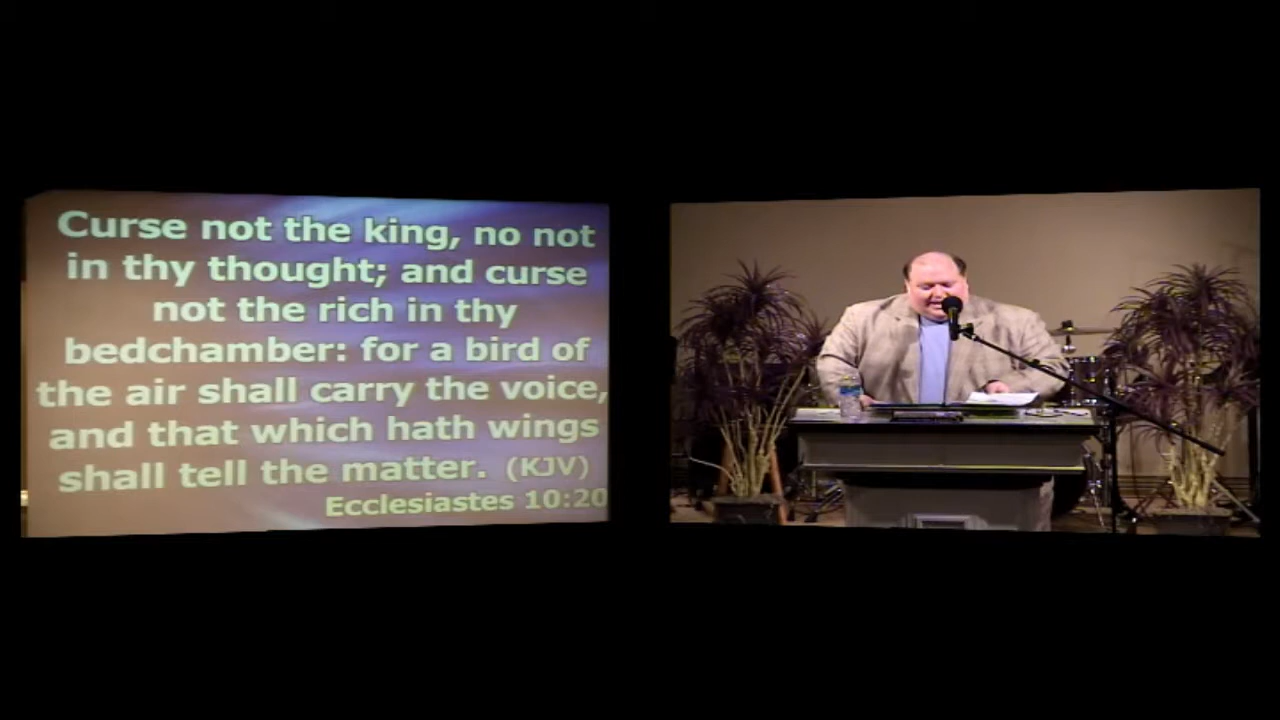 Curse not the king, no not
in thy thought; and curse
not the rich in thy
bedchamber: for a bird of
the air shall carry the voice,
and that which hath wings
shall tell the matter. (KJV)
Ecclesiastes 10:20